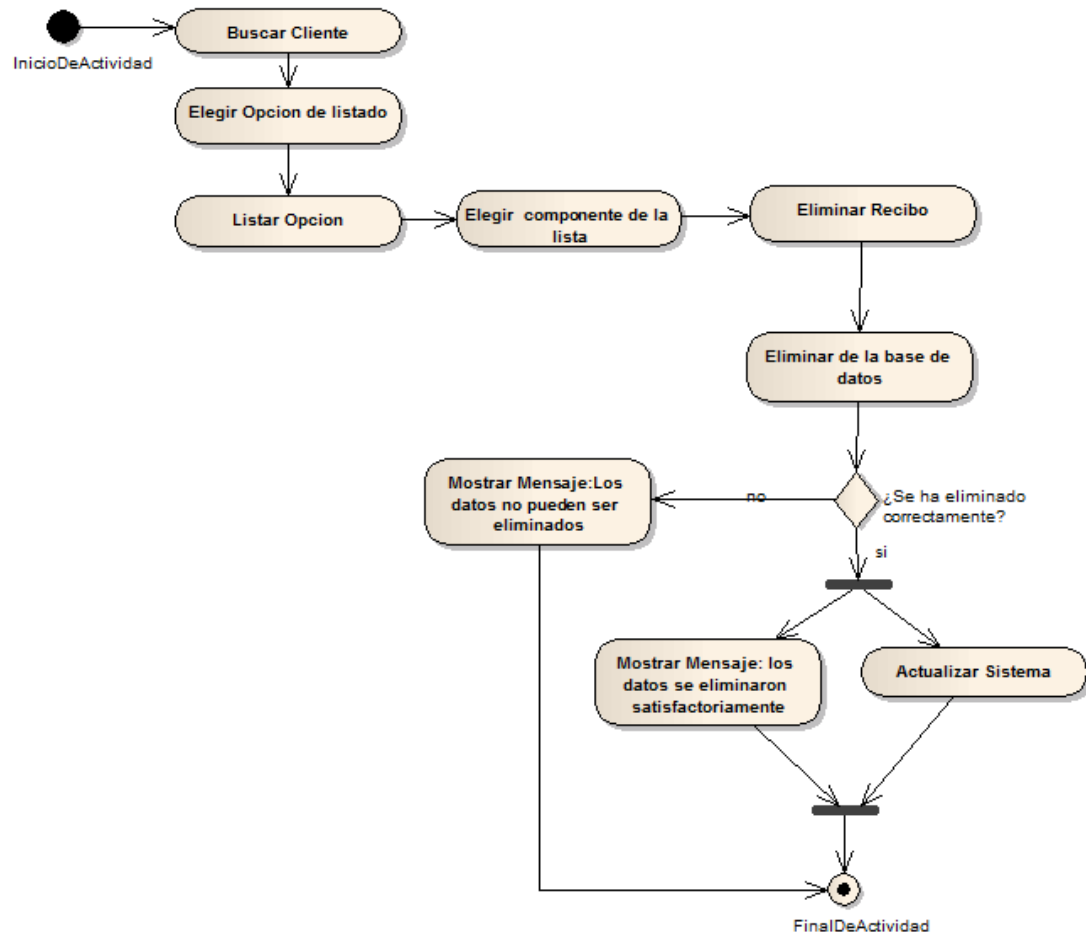 Buscar Cliente
InicioDeActividad
Elegir Opcion de listado
Listar Opcion
Elegir componente de la
lista
Eliminar Recibo
Eliminar de la base de
datos
Mostrar Mensaje:Los
datos no pueden ser
eliminados
no
¿Se ha eliminado
correctamente?
si
Mostrar Mensaje: los
datos se eliminaron
satisfactoriamente
Actualizar Sistema
FinalDeActividad